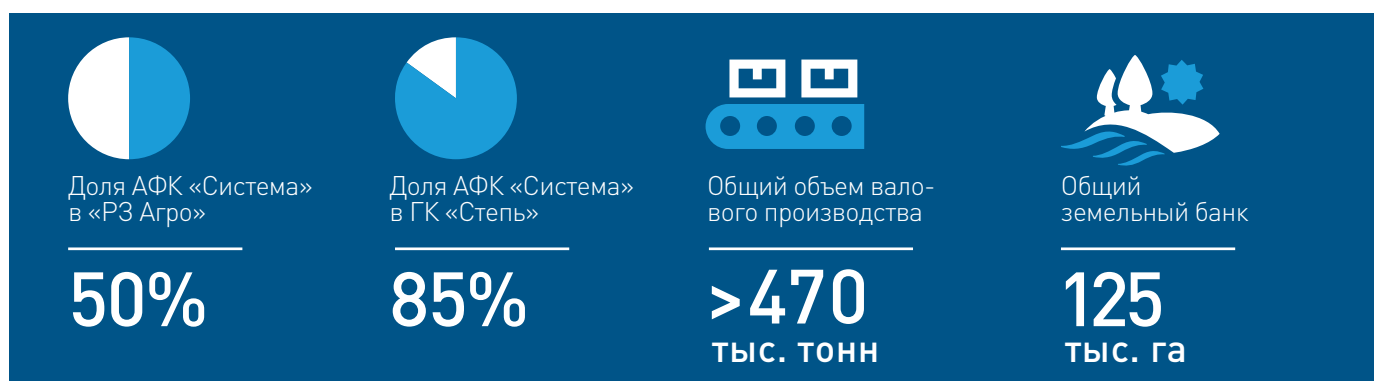 Доля АФК «Система»
в «РЗ Агро»
50%
Доля АФК «Система»
в ГК «Степь»
85%
Общий объем вало-
вого производства
>470
тыс. тонн
Общий
земельный банк
125
тыс. га